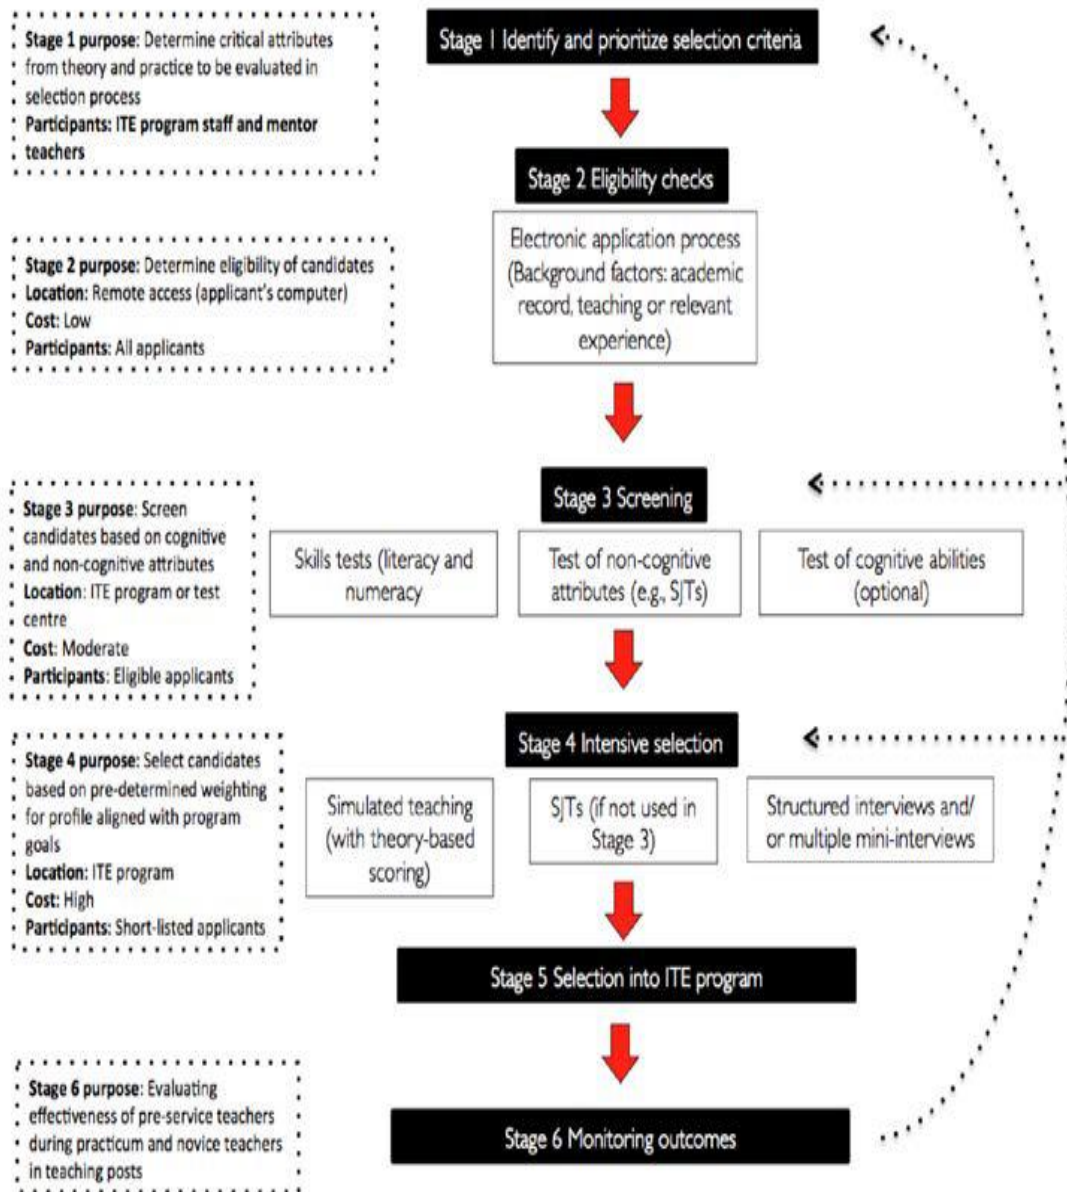 Stage 1 purpose: Determine critical attributes
from theory and practice to be evaluated in
selection process
Participants: ITE program staff and mentor
teachers
Stage 1 Identify and prioritize selection criteria
Stage 2 Eligibility checks
Electronic application process
(Background factors: academic
record, teaching or relevant
experience)
Stage 2 purpose: Determine eligibility of candidates
Location: Remote access (applicant's computer)
Cost: Low
Participants: All applicants
Stage 3 Screening
Stage 3 purpose: Screen
candidates based on cognitive
and non-cognitive attributes
Location: ITE program or test
centre
Cost: Moderate
Participants: Eligible applicants
Skills tests (literacy and
numeracy
Test of non-cognitive
attributes (e.g., SJTs)
Test of cognitive abilities
(optional)
Stage 4 Intensive selection
Stage 4 purpose: Select candidates
based on pre-determined weighting
for profile aligned with program
goals
Location: ITE program
Cost: High
Participants: Short-listed applicants
Simulated teaching
(with theory-based
scoring)
SJTs (if not used in
Stage 3)
Structured interviews and/
or multiple mini-interviews
Stage 5 Selection into ITE program
Stage 6 purpose: Evaluating
effectiveness of pre-service teachers
during practicum and novice teachers
in teaching posts
Stage 6 Monitoring outcomes